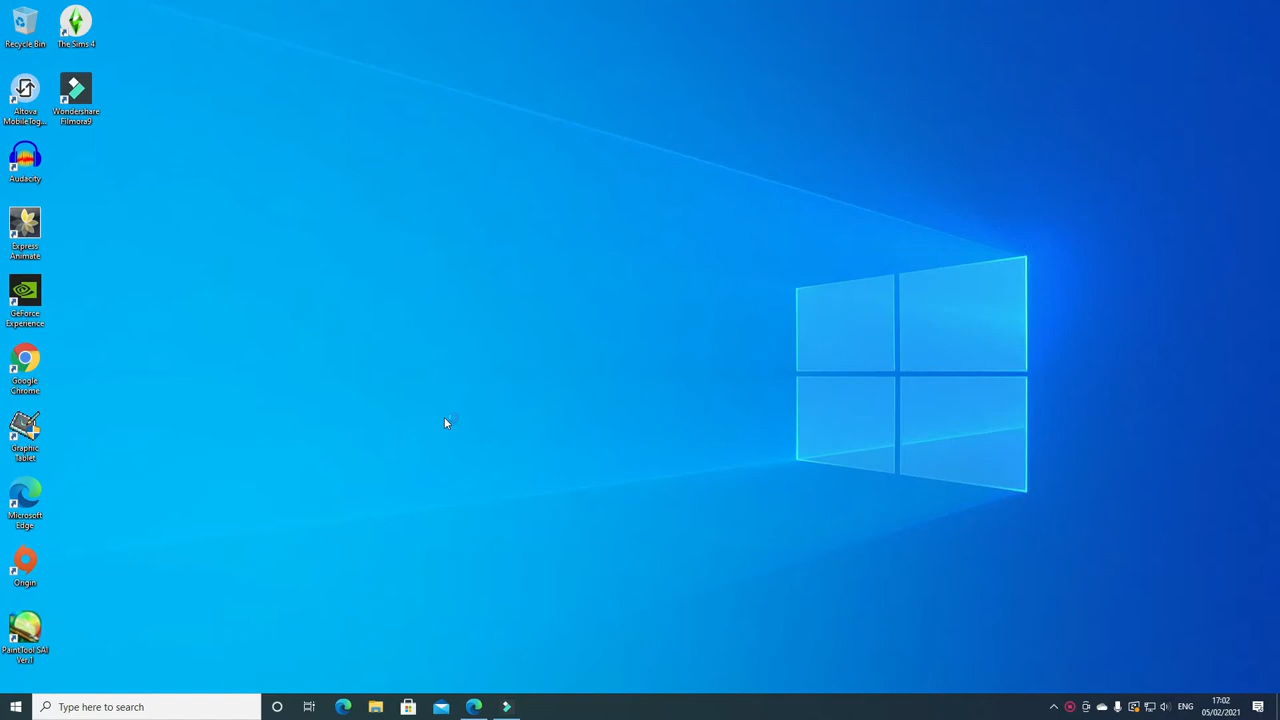 Recycle Bin
The Sims 4
Altova
MobileTog...
Wondershare
Filmora9
Audacity
Express
Animate
GeForce
Experience
Google
Chrome
Graphic
Tablet
Microsoft
Edge
Origin
PaintTool SAI
Ver.1
Type here to search
ENG
17:02
05/02/2021